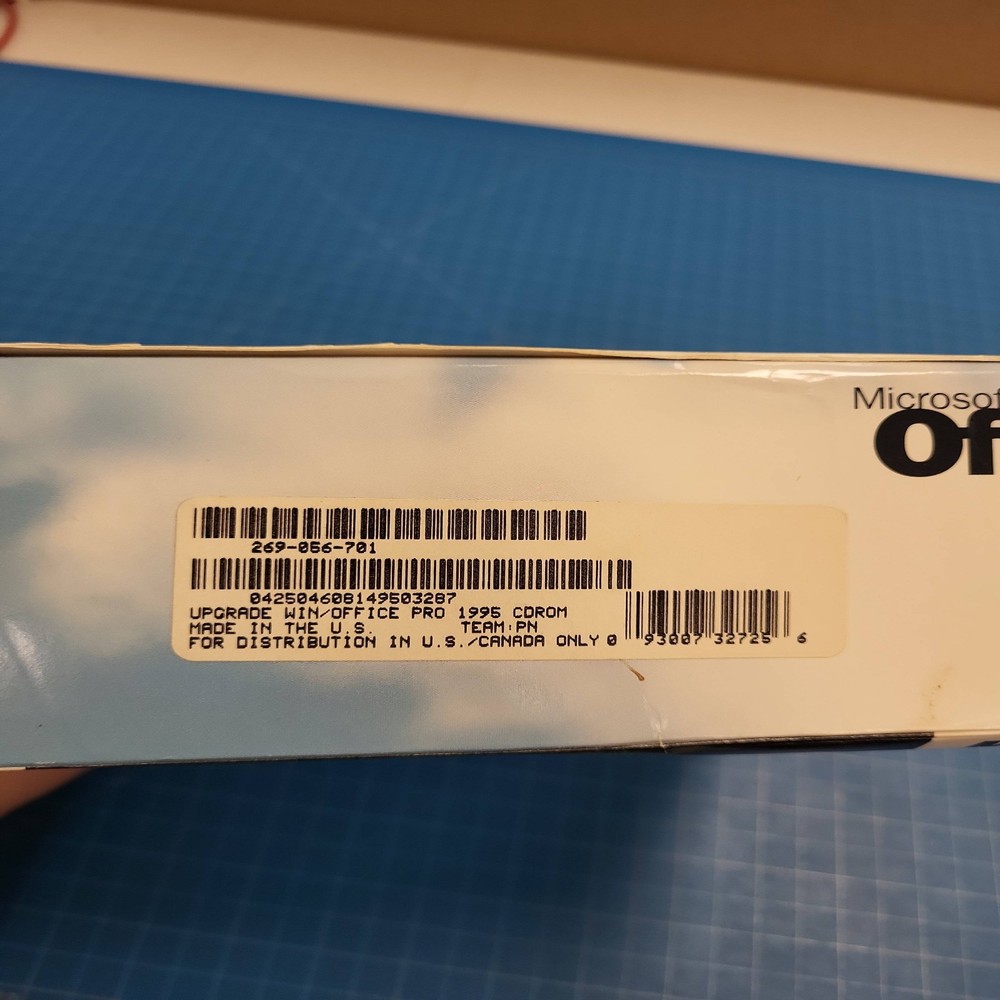 Microsof
Of
269-056-701
042504608149503287
UPGRADE WIN/OFFICE PRO 1995 CDROM
MADE IN THE U.S. TEAM:PN
FOR DISTRIBUTION IN U.S./CANADA ONLY
0 93007 32725 6